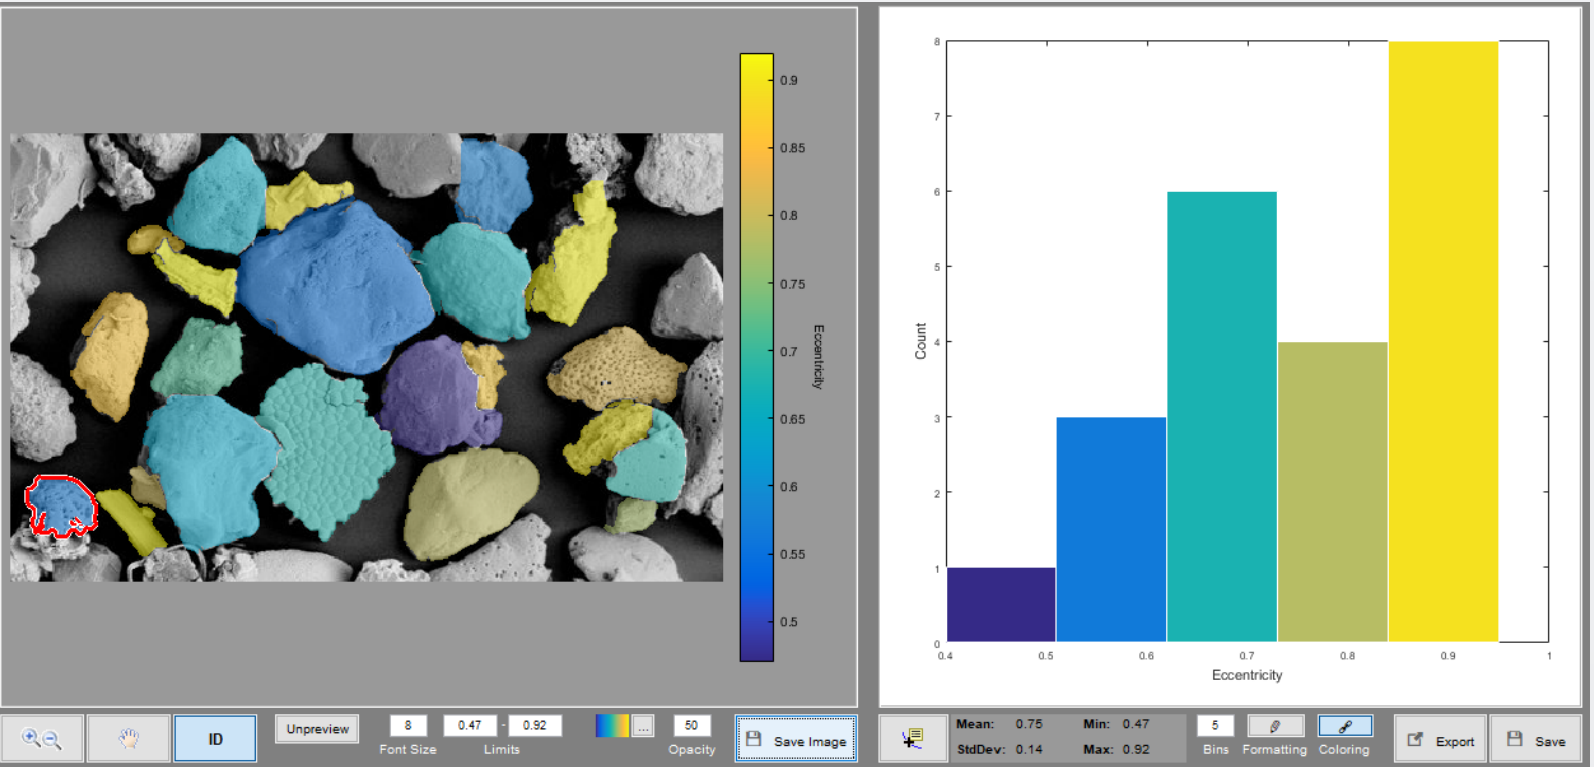 0.9
0.85
0.8
0.75
0.7
0.65
0.6
0.55
0.5
Eccentricity
8
7
6
5
4
3
2
1
0
Count
0.4 0.5 0.6 0.7 0.8 0.9 1
Eccentricity
ID
Unpreview
8
Font Size
0.47 - 0.92
Limits
...
50
Opacity
Save Image
Mean: 0.75 Min: 0.47
StdDev: 0.14 Max: 0.92
5
Bins
Formatting
Coloring
Export
Save